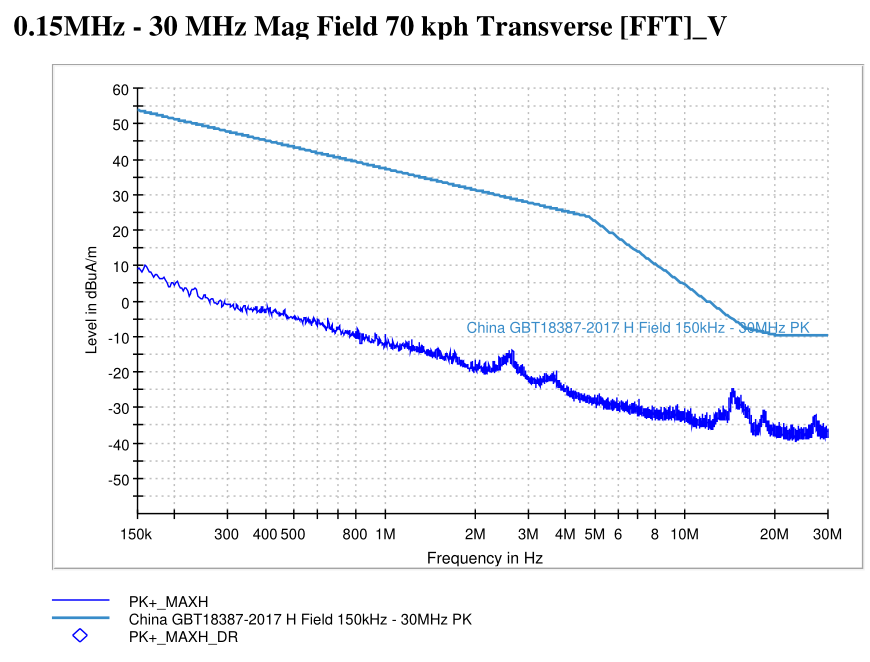 0.15MHz - 30 MHz Mag Field 70 kph Transverse [FFT]_V
60
50
40
30
20
10
0
-10
-20
-30
-40
-50
Level in dBuA/m
China GBT18387-2017 H Field 150kHz - 30MHz PK
150k 300 400 500 800 1M 2M 3M 4M 5M 6 8 10M 20M 30M
Frequency in Hz
PK+_MAXH
China GBT18387-2017 H Field 150kHz - 30MHz PK
PK+_MAXH_DR